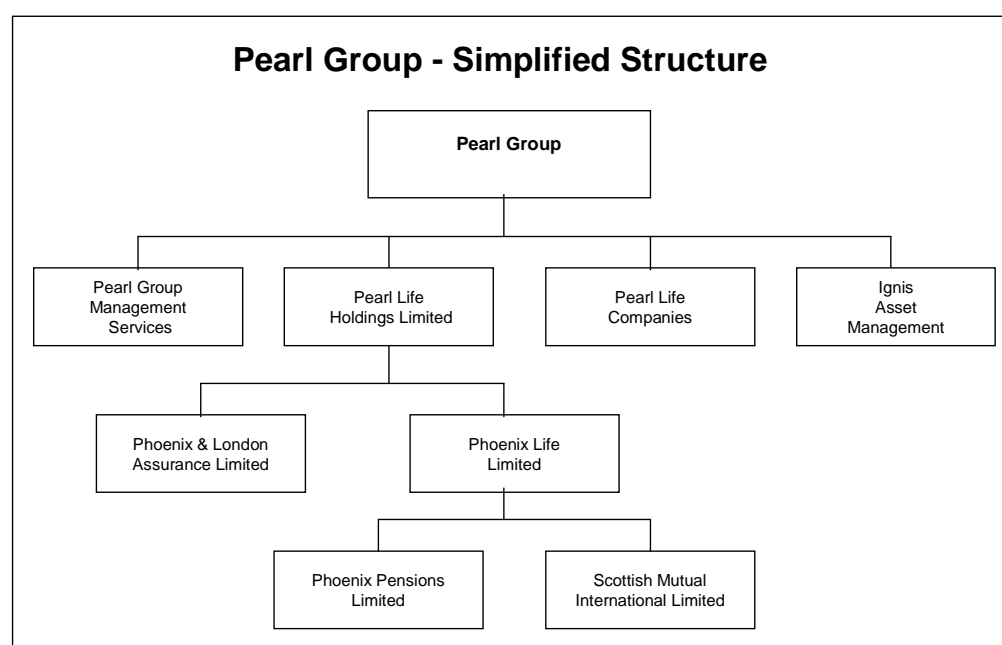 Pearl Group - Simplified Structure
Pearl Group
Pearl Group
Management
Services
Pearl Life
Holdings Limited
Pearl Life
Companies
Ignis
Asset
Management
Phoenix & London
Assurance Limited
Phoenix Life
Limited
Phoenix Pensions
Limited
Scottish Mutual
International Limited